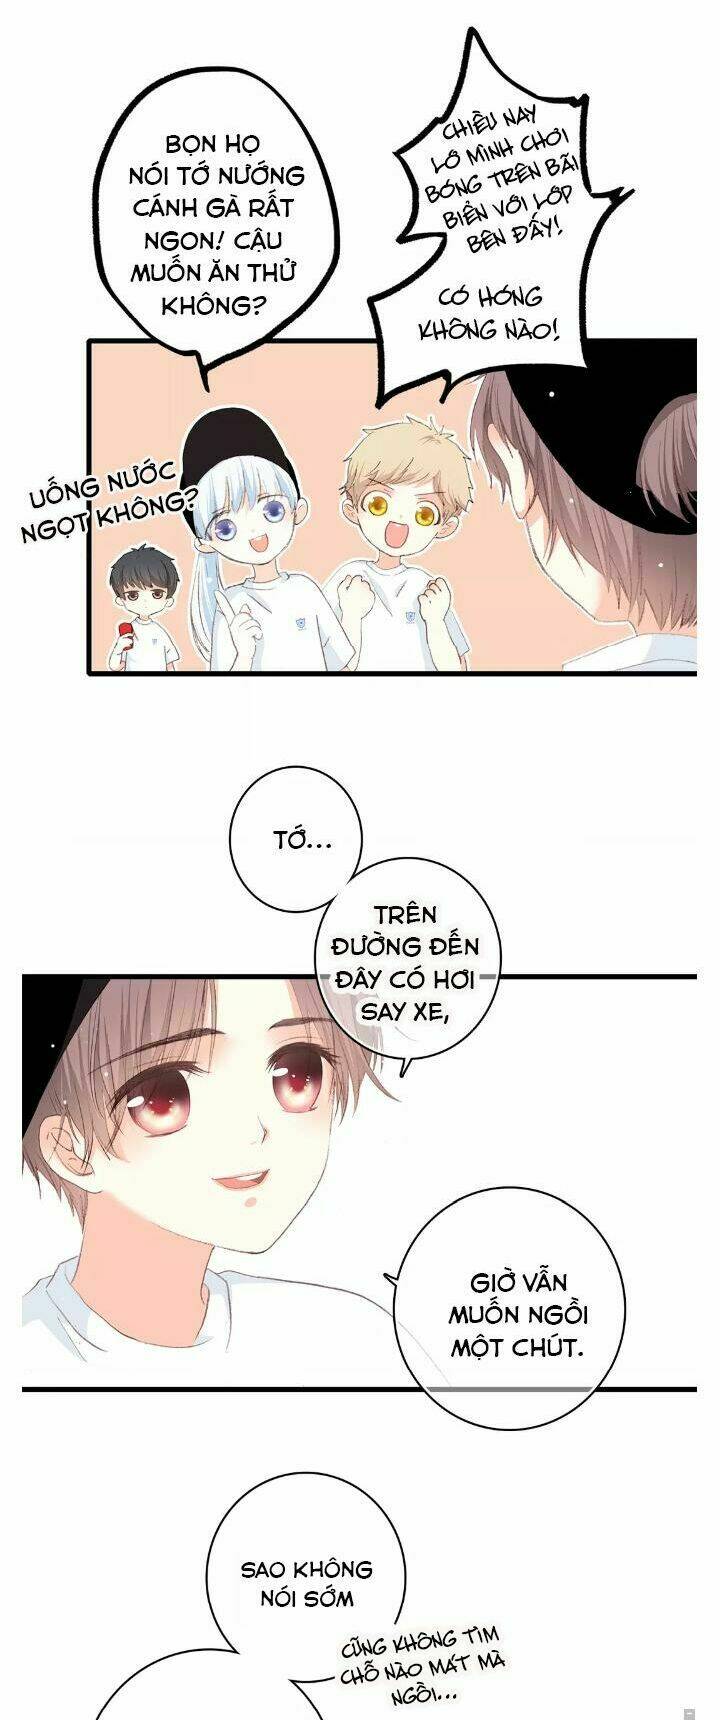 BỌN HỌ
NÓI TỚ NƯỚNG
CÁNH GÀ RẤT
NGON! CẬU
MUỐN ĂN THỬ
KHÔNG?
CHIỀU NAY
LỚ MÌNH CHƠI
BÓNG TRÊN BÃI
BIỂN VỚI LỚP
BÊN ĐẤY!
CÓ HÓNG
KHÔNG NÀO!
UỐNG NƯỚC
NGỌT KHÔNG?
TỚ...
TRÊN
ĐƯỜNG ĐẾN
ĐÂY CÓ HƠI
SAY XE,
GIỜ VẪN
MUỐN NGỒI
MỘT CHÚT.
SAO KHÔNG
NÓI SỚM
CŨNG KHÔNG TÌM
CHỖ NÀO MÁT MÀ
NGỒI...